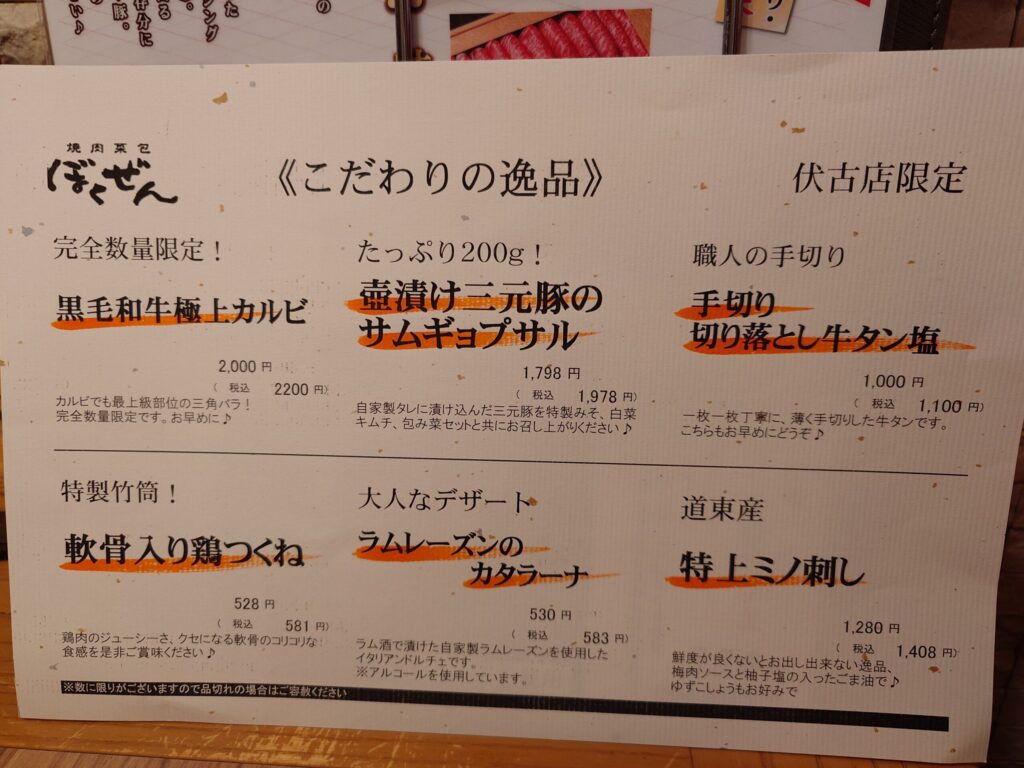 の
た
ジング
る
仔分に
豚。
い♪
焼肉菜包
ぼくぜん
《こだわりの逸品》
伏古店限定
完全数量限定！
黒毛和牛極上カルビ
2,000 円
( 税込 2200 円)
カルビでも最上級部位の三角バラ！
完全数量限定です。お早めに♪
たっぷり200g！
壺漬け三元豚の
サムギョプサル
1,798 円
( 税込 1,978 円)
自家製タレに漬け込んだ三元豚を特製みそ、白菜
キムチ、包み菜セットと共にお召し上がりください♪
職人の手切り
手切り
切り落とし牛タン塩
1,000 円
( 税込 1,100 円)
一枚一枚丁寧に、薄く手切りした牛タンです。
こちらもお早めにどうぞ♪
特製竹筒！
軟骨入り鶏つくね
528 円
( 税込 581 円)
鶏肉のジューシーさ、クセになる軟骨のコリコリな
食感を是非ご賞味ください♪
大人なデザート
ラムレーズンの
カタラーナ
530 円
( 税込 583 円)
ラム酒で漬けた自家製ラムレーズンを使用した
イタリアンドルチェです。
※アルコールを使用しています。
道東産
特上ミノ刺し
1,280 円
( 税込 1,408 円)
鮮度が良くないとお出し出来ない逸品、
梅肉ソースと柚子塩の入ったごま油で♪
ゆずこしょうもお好みで
※数に限りがございますので品切れの場合はご容赦ください